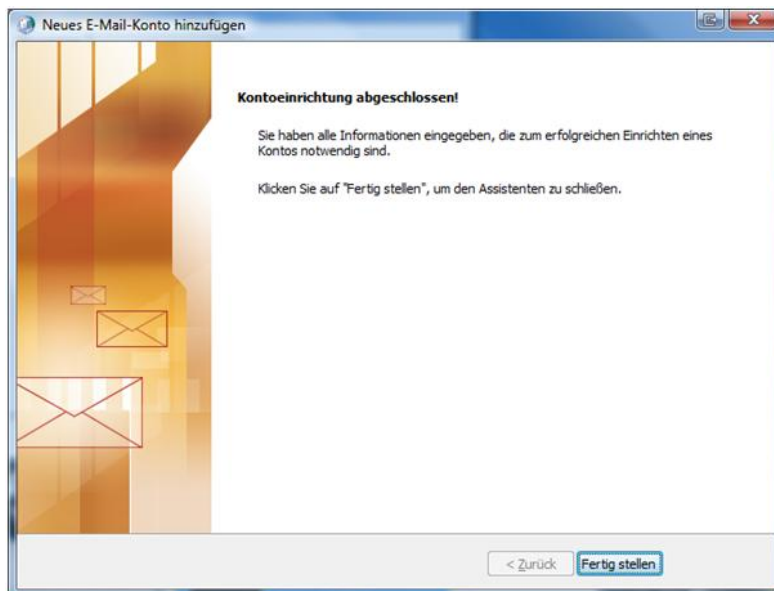 Neues E-Mail-Konto hinzufügen
Kontoeinrichtung abgeschlossen!
Sie haben alle Informationen eingegeben, die zum erfolgreichen Einrichten eines
Kontos notwendig sind.
Klicken Sie auf "Fertig stellen", um den Assistenten zu schließen.
< Zurück Fertig stellen